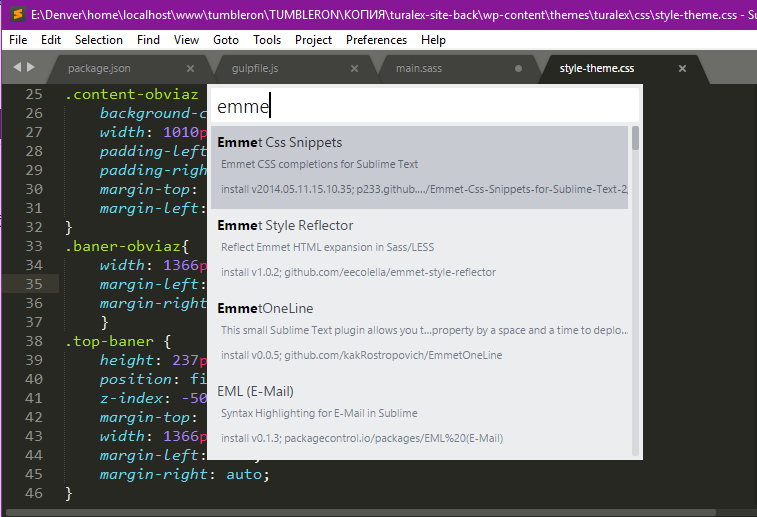 E:\Denver\home\localhost\www\tumbleron\TUMBLERON\КОПИЯ\turalex-site-back\wp-content\themes\turalex\css\style-theme.css - S
File Edit Selection Find View Goto Tools Project Preferences Help
package.json gulpfile.js main.sass style-theme.css
emme
Emmet Css Snippets
Emmet CSS completions for Sublime Text
install v2014.05.11.15.10.35; p233.github..../Emmet-Css-Snippets-for-Sublime-Text-2,
Emmet Style Reflector
Reflect Emmet HTML expansion in Sass/LESS
install v1.0.2; github.com/eecolella/emmet-style-reflector
EmmetOneLine
This small Sublime Text plugin allows you t...property by a space and a time to deplo...
install v0.0.5; github.com/kakRostropovich/EmmetOneLine
EML (E-Mail)
Syntax Highlighting for E-Mail in Sublime
install v0.1.3; packagecontrol.io/packages/EML%20(E-Mail)
25 .content-obviaz
26 background-c
27 width: 1010p
28 padding-left
29 padding-righ
30 margin-top:
31 margin-left:
32 }
33 .baner-obviaz{
34 width: 1366p
35 margin-left:
36 margin-right
37 }
38 .top-baner {
39 height: 237p
40 position: fi
41 z-index: -50
42 margin-top:
43 width: 1366p
44 margin-left:
45 margin-right: auto;
46 }